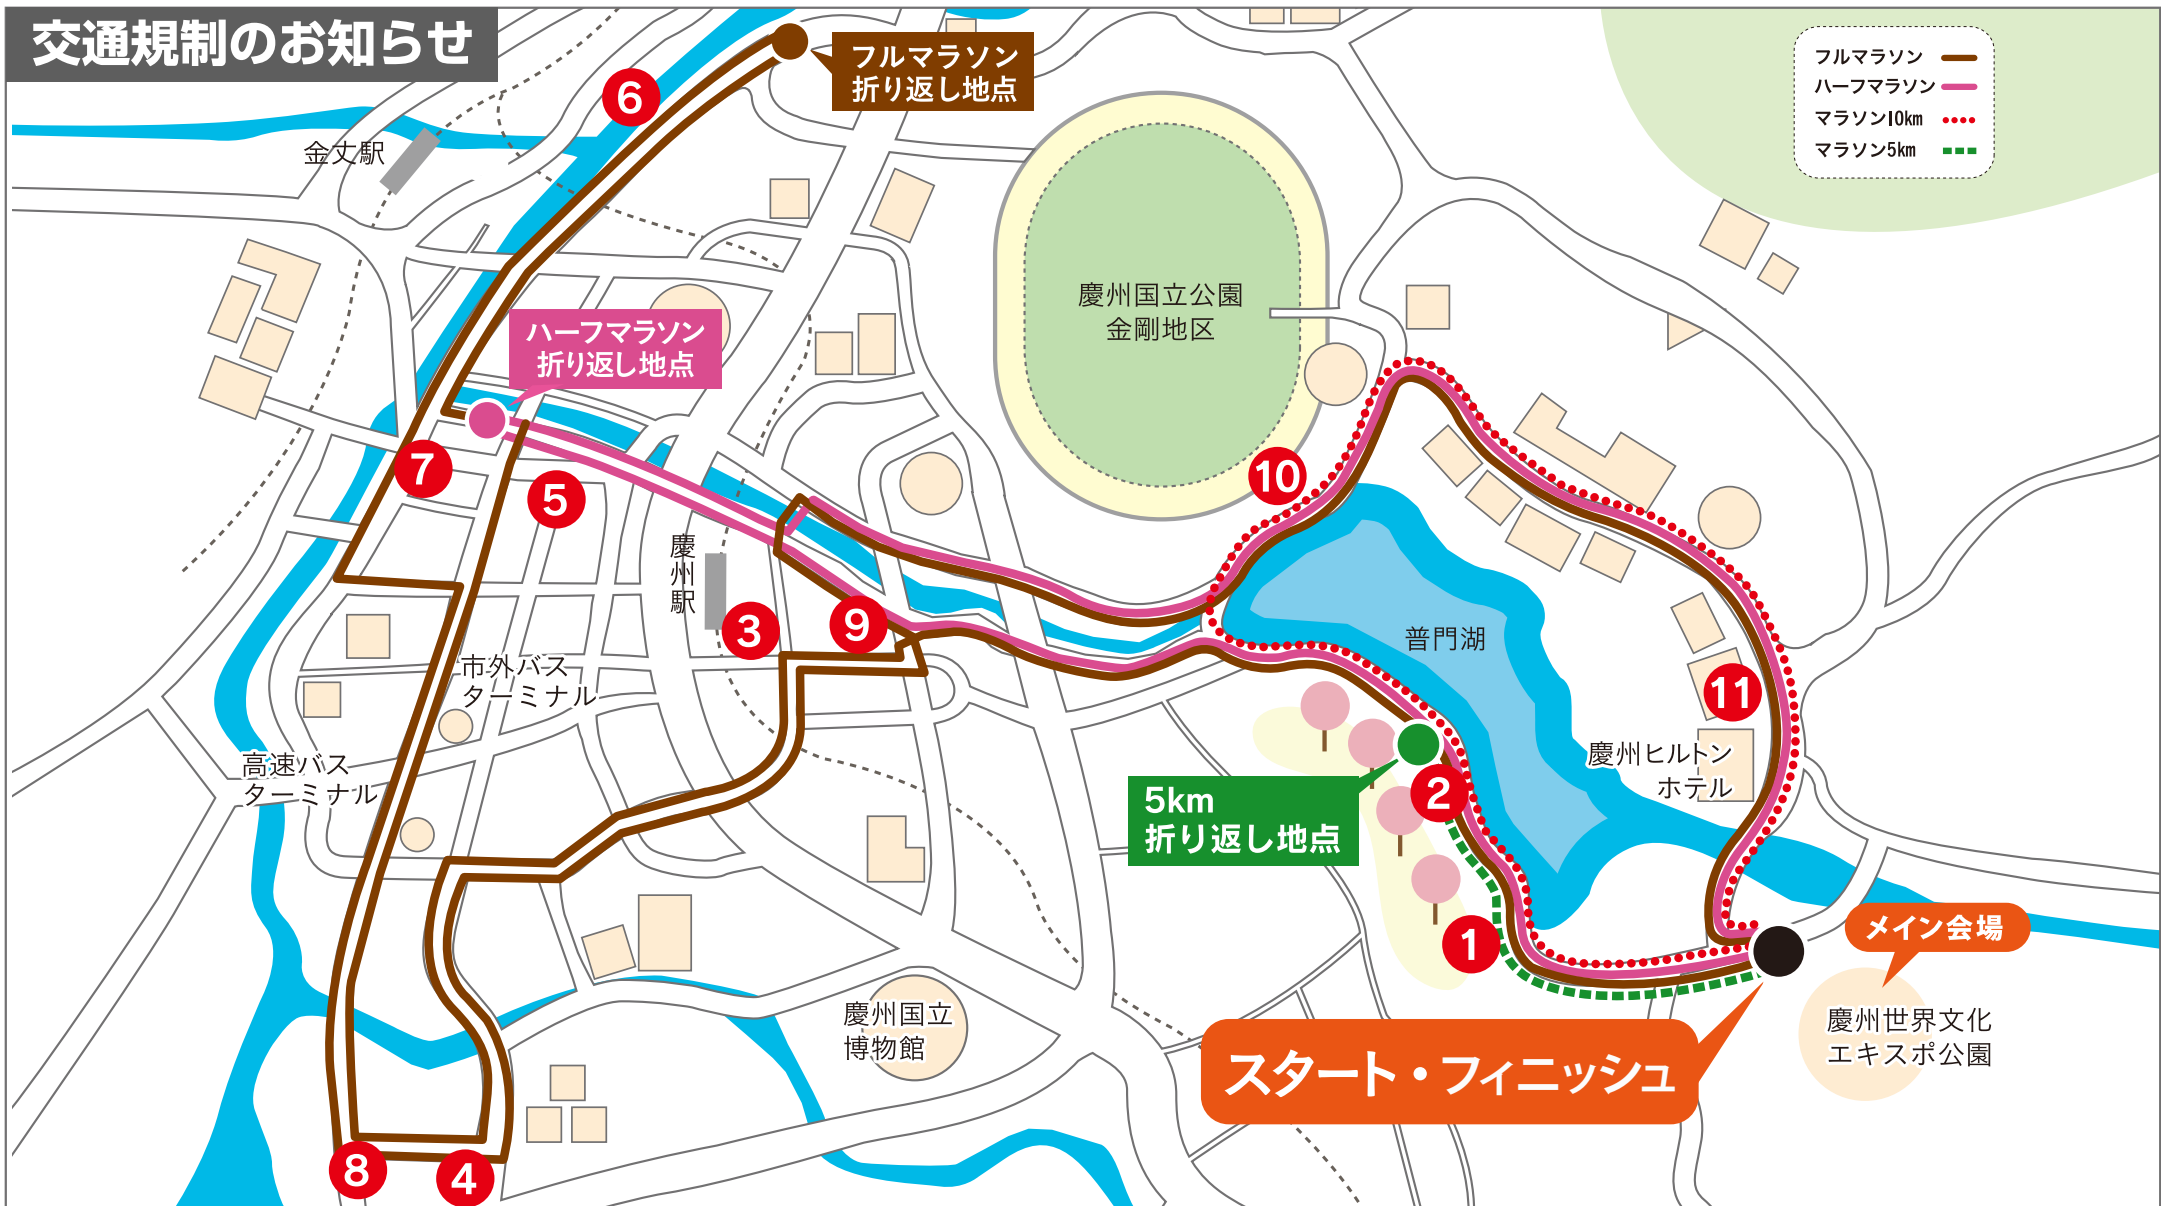 交通規制のお知らせ
フルマラソン
折り返し地点
フルマラソン
ハーフマラソン
マラソン10km
マラソン5km
6
金丈駅
慶州国立公園
金剛地区
ハーフマラソン
折り返し地点
7
5
10
慶州駅
3
9
普門湖
市外バス
ターミナル
11
高速バス
ターミナル
慶州ヒルトン
ホテル
5km
折り返し地点
2
1
メイン会場
慶州国立
博物館
慶州世界文化
エキスポ公園
スタート・フィニッシュ
8
4